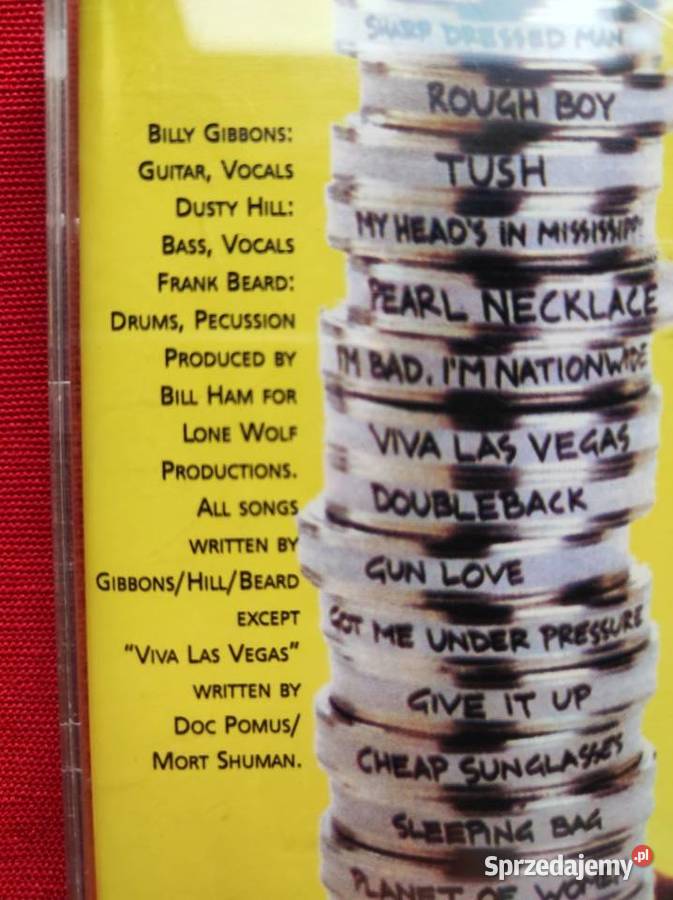 BILLY GIBBONS:
GUITAR, VOCALS
DUSTY HILL:
BASS, VOCALS
FRANK BEARD:
DRUMS, PECUSSION
PRODUCED BY
BILL HAM FOR
LONE WOLF
PRODUCTIONS.
ALL SONGS
WRITTEN BY
GIBBONS/HILL/BEARD
EXCEPT
"VIVA LAS VEGAS"
WRITTEN BY
DOC POMUS/
MORT SHUMAN.
SHARP DRESSED MAN
ROUGH BOY
TUSH
MY HEAD'S IN MISSISSIPPI
PEARL NECKLACE
I'M BAD, I'M NATIONWIDE
VIVA LAS VEGAS
DOUBLEBACK
GUN LOVE
GOT ME UNDER PRESSURE
GIVE IT UP
CHEAP SUNGLASSES
SLEEPING BAG
PLANET OF WOMEN
Sprzedajemy.pl